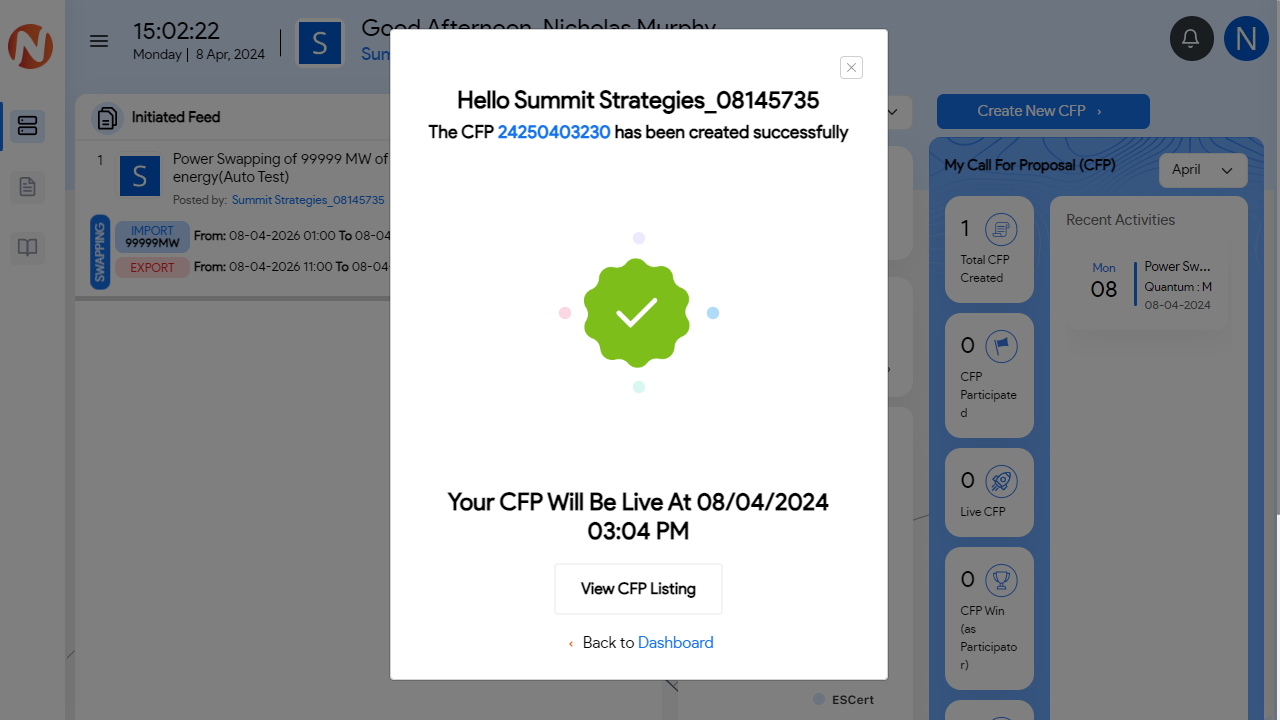 15:02:22
Monday | 8 Apr, 2024
S
Good Afternoon, Nicholas Murphy
Sum
N
Initiated Feed
1
S
Power Swapping of 99999 MW of
energy(Auto Test)
Posted by: Summit Strategies_08145735
SWAPPING
IMPORT
99999MW
From: 08-04-2026 01:00 To 08-04
EXPORT
From: 08-04-2026 11:00 To 08-04-
Hello Summit Strategies_08145735
The CFP 24250403230 has been created successfully
Your CFP Will Be Live At 08/04/2024
03:04 PM
View CFP Listing
‹ Back to Dashboard
ESCert
Create New CFP ›
My Call For Proposal (CFP)
April
1
Total CFP
Created
0
CFP
Participate
d
0
Live CFP
0
CFP Win
(as
Participato
r)
Recent Activities
Mon
08
Power Sw...
Quantum : M
08-04-2024